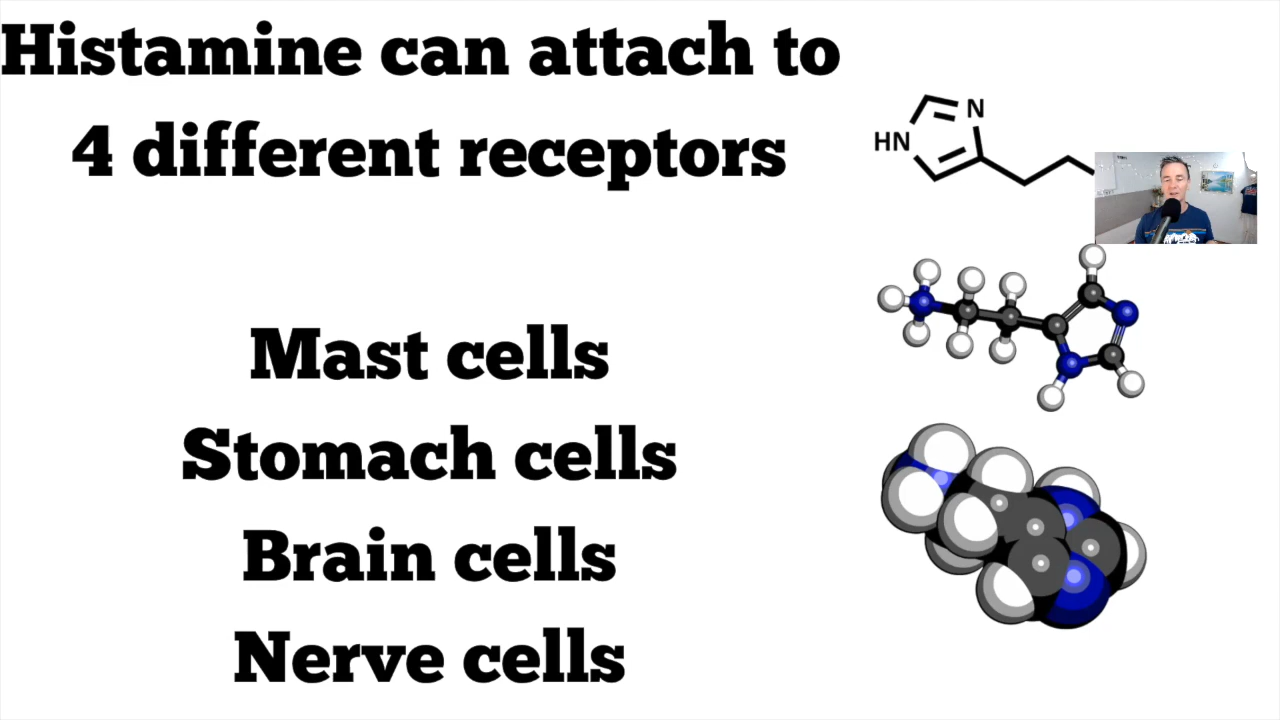 Histamine can attach to
4 different receptors
N
HN
Mast cells
Stomach cells
Brain cells
Nerve cells